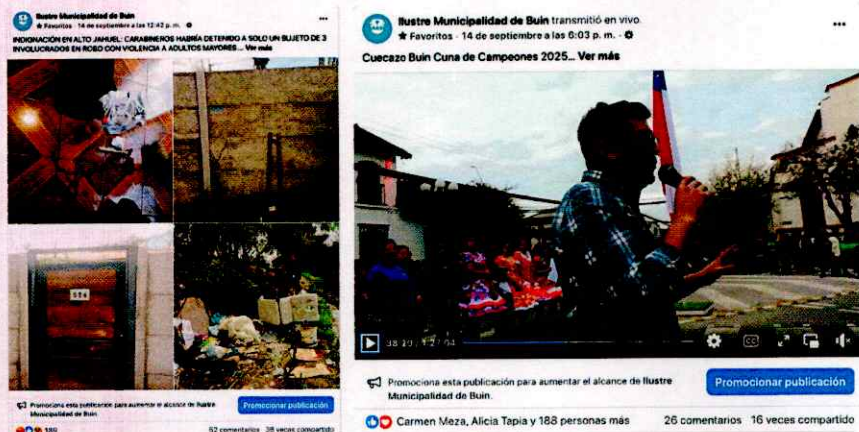 Ilustre Municipalidad de Buin
Favoritos · 14 de septiembre a las 12:42 p. m. ·
INDIGNACIÓN EN ALTO JAHUEL: CARABINEROS HABRÍA DETENIDO A SOLO UN SUJETO DE 3
INVOLUCRADOS EN ROBO CON VIOLENCIA A ADULTOS MAYORES... Ver más
Promociona esta publicación para aumentar el alcance de Ilustre
Municipalidad de Buin.
Promocionar publicación
189
52 comentarios 38 veces compartido
Ilustre Municipalidad de Buin transmitió en vivo.
Favoritos · 14 de septiembre a las 6:03 p. m. ·
Cuecazo Buin Cuna de Campeones 2025... Ver más
CC
Promociona esta publicación para aumentar el alcance de Ilustre
Municipalidad de Buin.
Promocionar publicación
Carmen Meza, Alicia Tapia y 188 personas más
26 comentarios 16 veces compartido